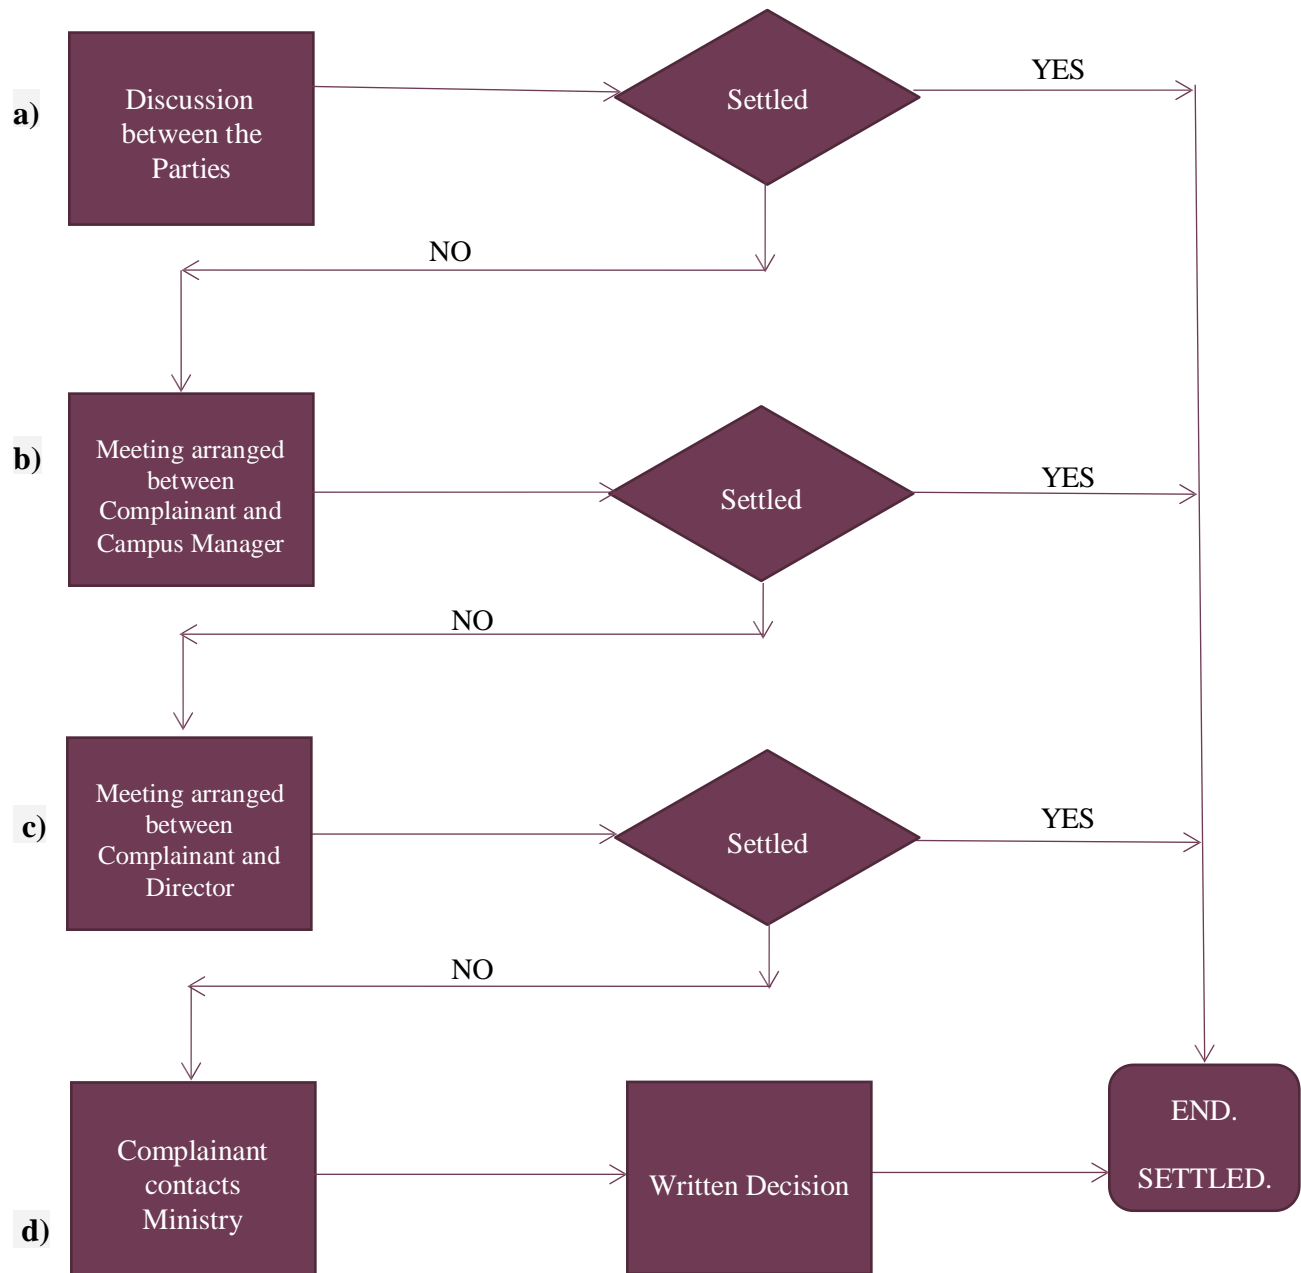 a)
Discussion
between the
Parties
Settled
YES
NO
b)
Meeting arranged
between
Complainant and
Campus Manager
Settled
YES
NO
c)
Meeting arranged
between
Complainant and
Director
Settled
YES
NO
d)
Complainant
contacts
Ministry
Written Decision
END.
SETTLED.